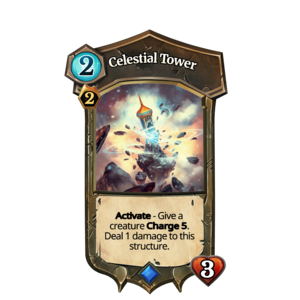 2
Celestial Tower
2
Activate - Give a
creature Charge 5.
Deal 1 damage to this
structure.
3